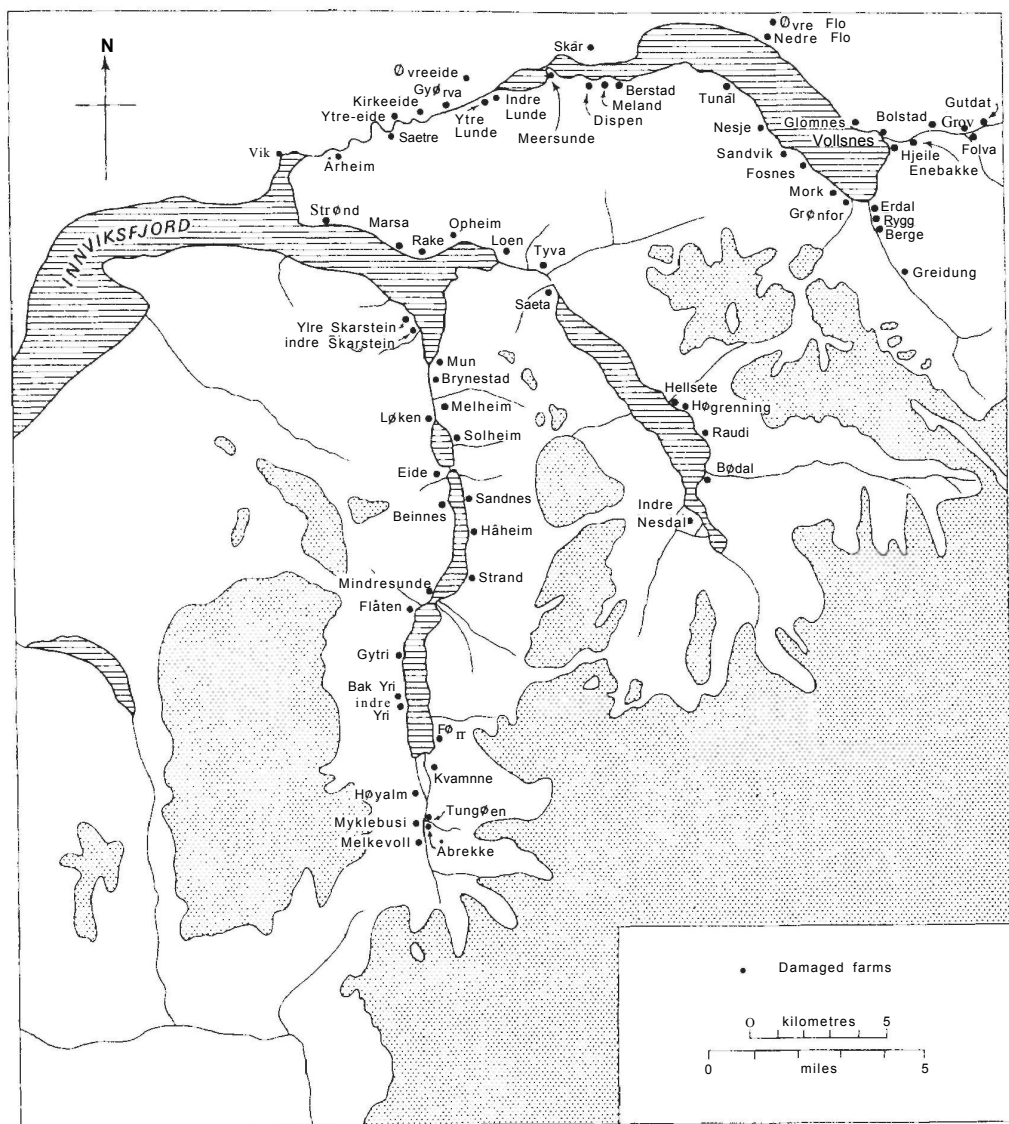 N
Øvre Flo
Nedre Flo
Skår
Øvreeide
Gyørva
Kirkeeide
Ytre-eide
Saetre
Ytre
Lunde
Indre
Lunde
Meersunde
Dispen
Meland
Berstad
Tunal
Glomnes
Bolstad
Gutdat
Grov
Folva
Vollsnes
Hjeile
Enebakke
Nesje
Sandvik
Fosnes
Mork
Grønfor
Erdal
Rygg
Berge
Greidung
Vik
Årheim
Strønd
INNVIKSFJORD
Marsa
Rake
Opheim
Loen
Tyva
Saeta
Ylre Skarstein
indre Skarstein
Mun
Brynestad
Melheim
Løken
Solheim
Eide
Sandnes
Beinnes
Håheim
Hellsete
Høgrenning
Raudi
Bødal
Indre
Nesdal
Mindresunde
Strand
Flåten
Gytri
Bak Yri
indre
Yri
Føπ
Kvamnne
Høyalm
Tungøen
Myklebusi
Åbrekke
Melkevoll
Damaged farms
O kilometres 5
0 miles 5